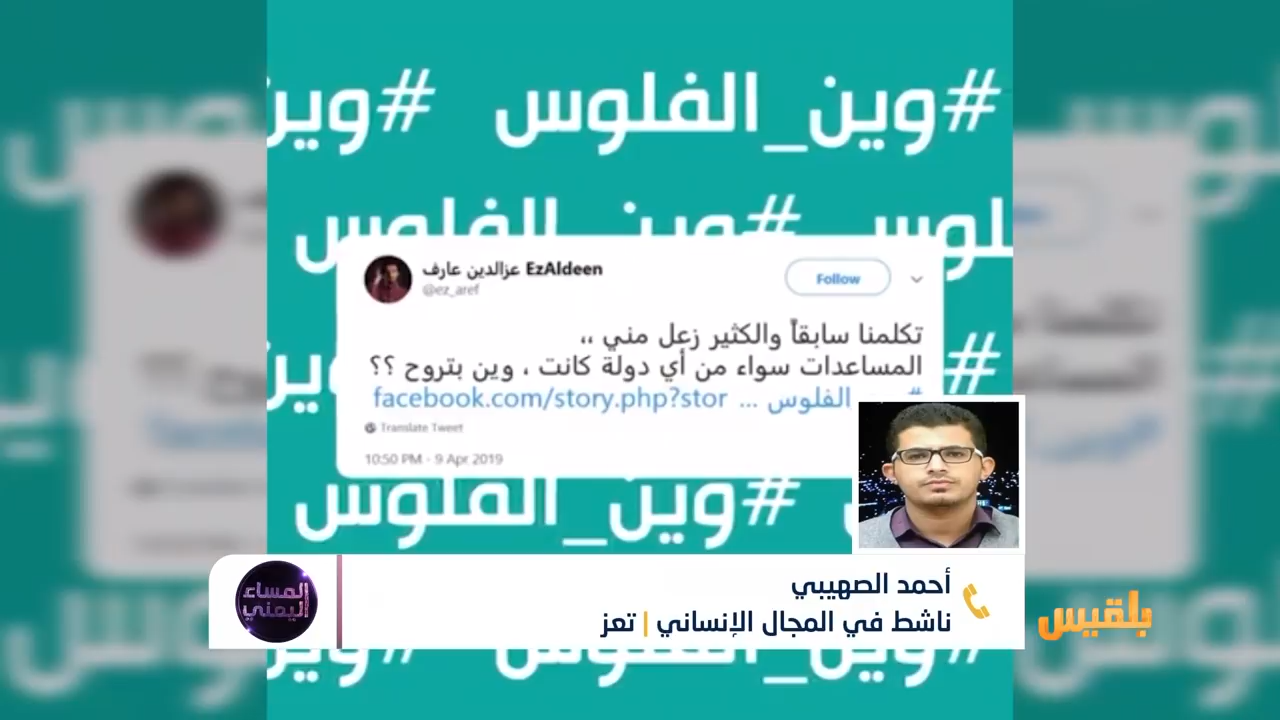 #وين_الفلوس #وين
#وين_الفلوس
عزالدين عارف EzAldeen
@ez_aref
Follow
تكلمنا سابقاً والكثير زعل مني ،،
المساعدات سواء من أي دولة كانت ، وين بتروح ؟؟
الفلوس ... facebook.com/story.php?stor
Translate Tweet
10:50 PM - 9 Apr 2019
#وين_الفلوس
أحمد الصهيبي
ناشط في المجال الإنساني | تعز
المساء
اليمني
بلقيس
#وين_الفلوس